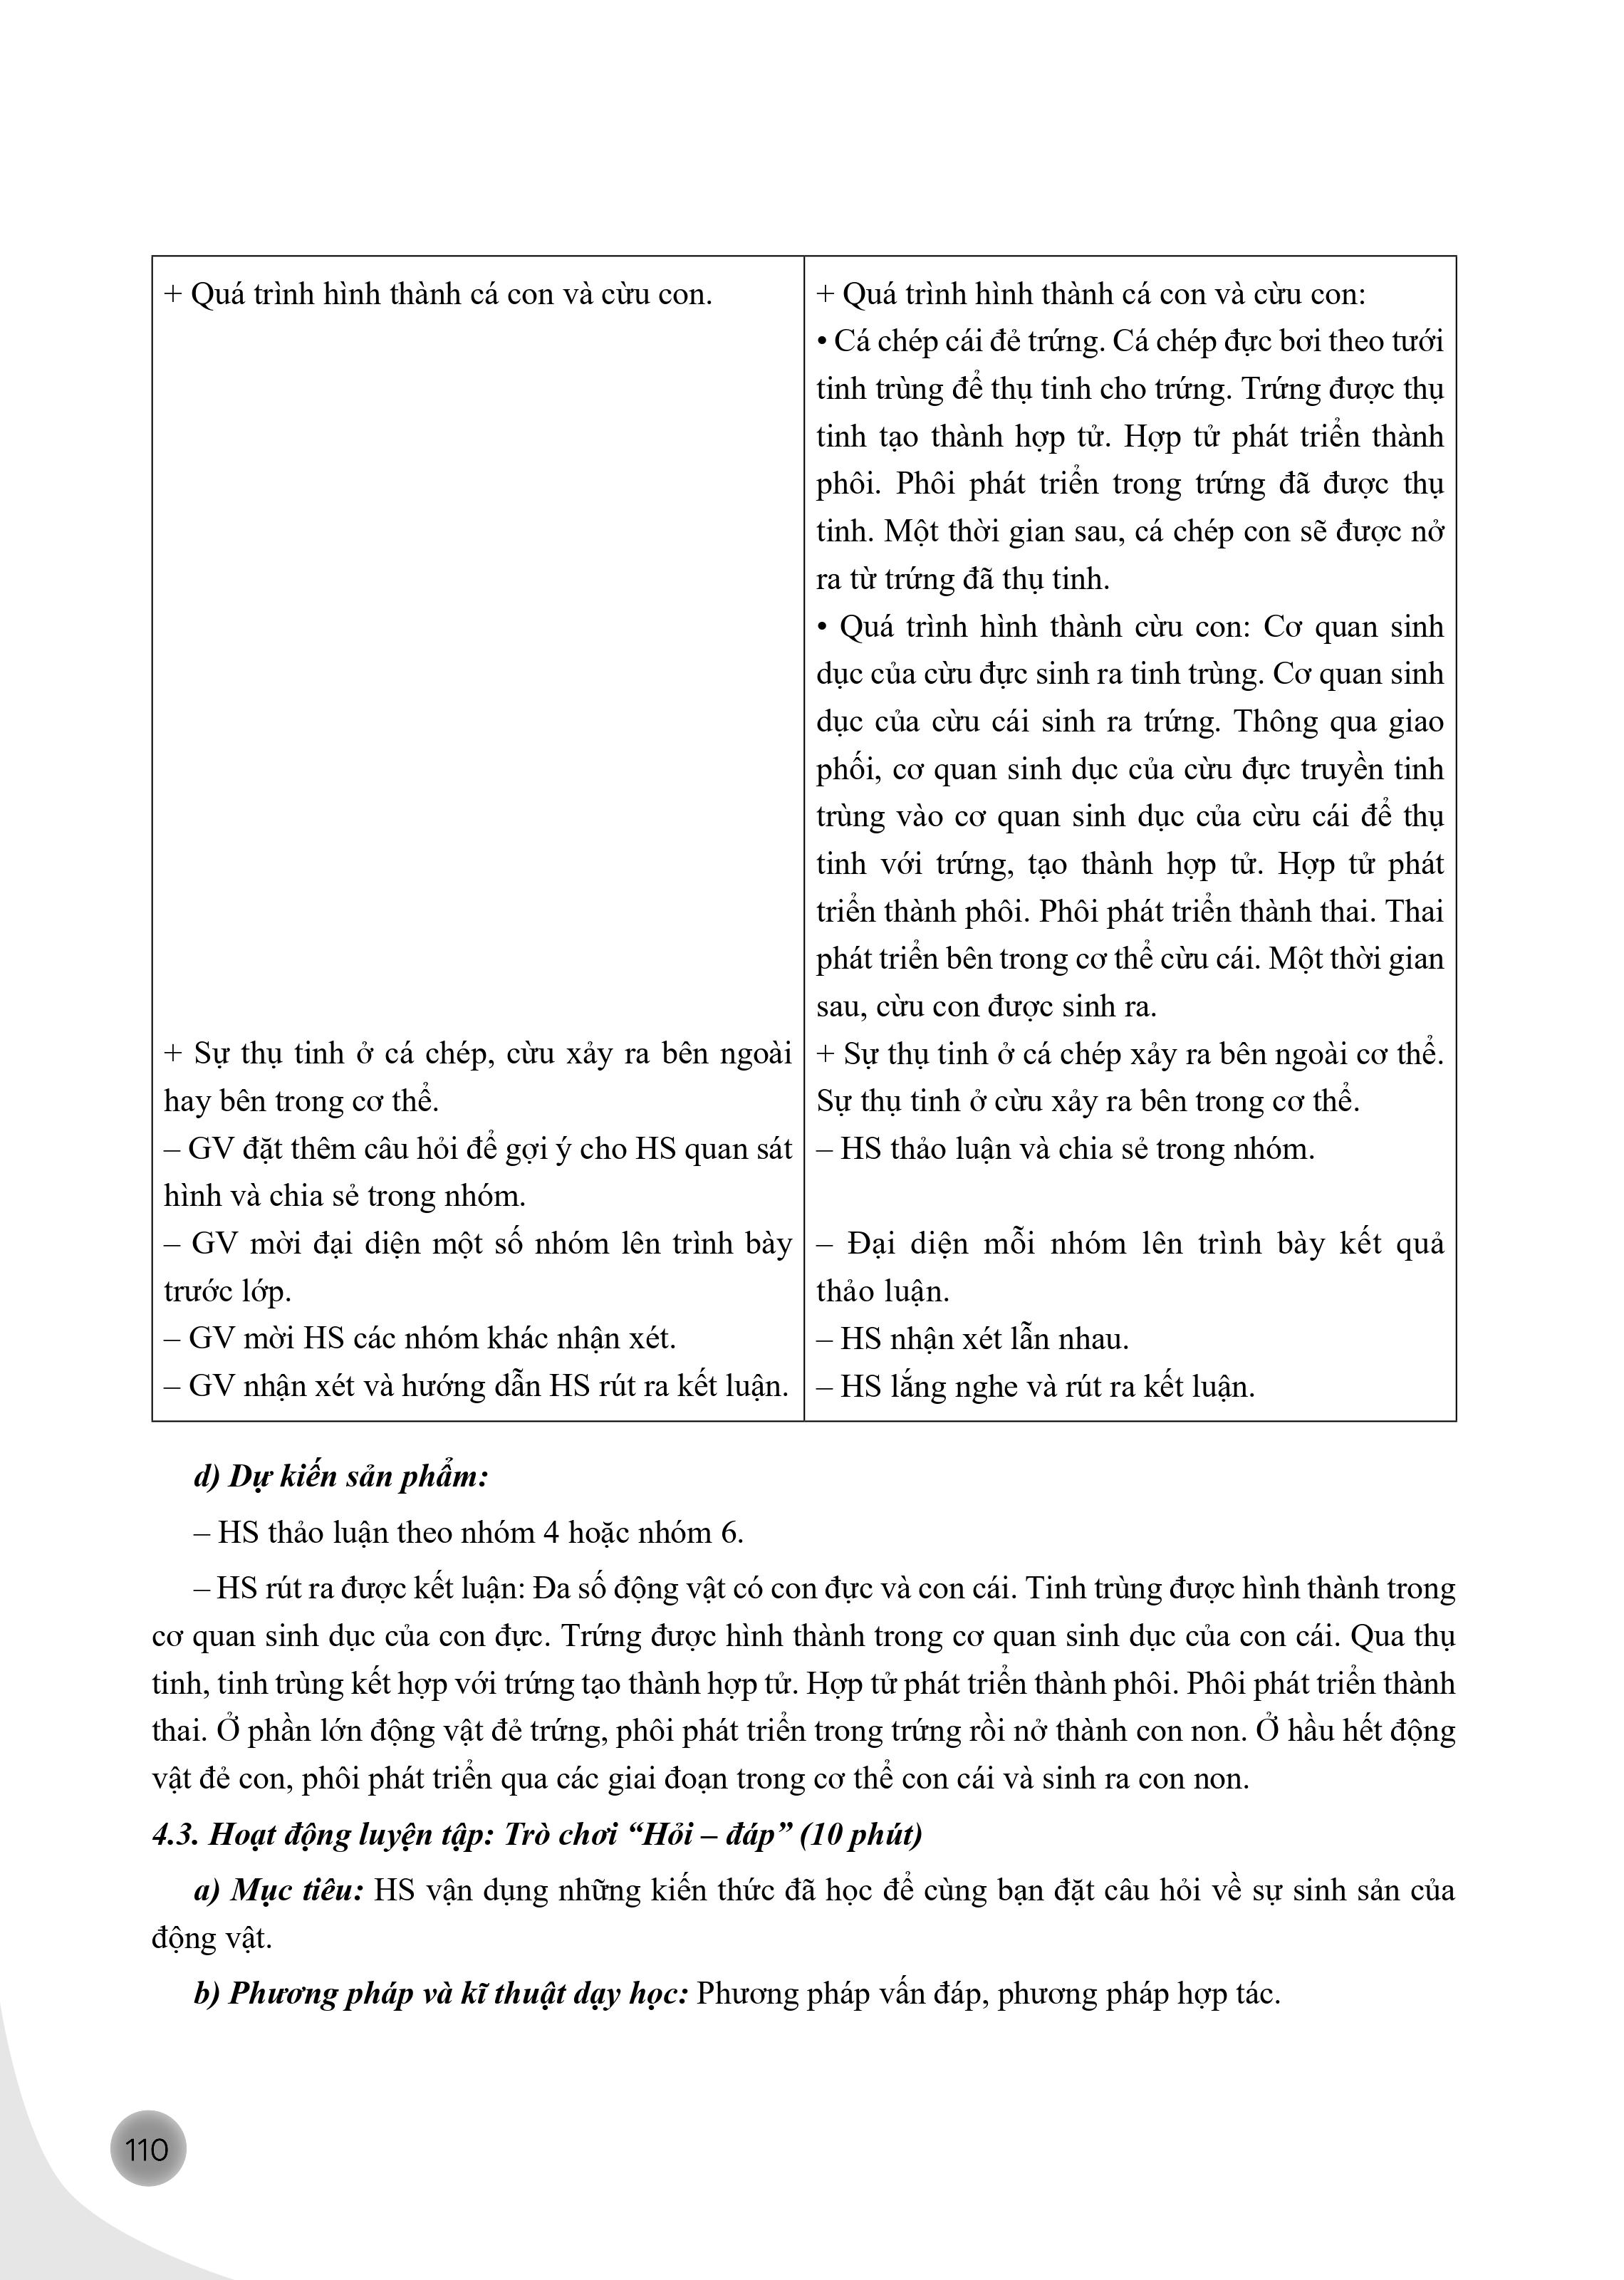 + Quá trình hình thành cá con và cừu con.
+ Sự thụ tinh ở cá chép, cừu xảy ra bên ngoài
hay bên trong cơ thể.
– GV đặt thêm câu hỏi để gợi ý cho HS quan sát
hình và chia sẻ trong nhóm.
– GV mời đại diện một số nhóm lên trình bày
trước lớp.
– GV mời HS các nhóm khác nhận xét.
– GV nhận xét và hướng dẫn HS rút ra kết luận.
+ Quá trình hình thành cá con và cừu con:
• Cá chép cái đẻ trứng. Cá chép đực bơi theo tưới
tinh trùng để thụ tinh cho trứng. Trứng được thụ
tinh tạo thành hợp tử. Hợp tử phát triển thành
phôi. Phôi phát triển trong trứng đã được thụ
tinh. Một thời gian sau, cá chép con sẽ được nở
ra từ trứng đã thụ tinh.
• Quá trình hình thành cừu con: Cơ quan sinh
dục của cừu đực sinh ra tinh trùng. Cơ quan sinh
dục của cừu cái sinh ra trứng. Thông qua giao
phối, cơ quan sinh dục của cừu đực truyền tinh
trùng vào cơ quan sinh dục của cừu cái để thụ
tinh với trứng, tạo thành hợp tử. Hợp tử phát
triển thành phôi. Phôi phát triển thành thai. Thai
phát triển bên trong cơ thể cừu cái. Một thời gian
sau, cừu con được sinh ra.
+ Sự thụ tinh ở cá chép xảy ra bên ngoài cơ thể.
Sự thụ tinh ở cừu xảy ra bên trong cơ thể.
– HS thảo luận và chia sẻ trong nhóm.
– Đại diện mỗi nhóm lên trình bày kết quả
thảo luận.
– HS nhận xét lẫn nhau.
– HS lắng nghe và rút ra kết luận.
d) Dự kiến sản phẩm:
– HS thảo luận theo nhóm 4 hoặc nhóm 6.
– HS rút ra được kết luận: Đa số động vật có con đực và con cái. Tinh trùng được hình thành trong
cơ quan sinh dục của con đực. Trứng được hình thành trong cơ quan sinh dục của con cái. Qua thụ
tinh, tinh trùng kết hợp với trứng tạo thành hợp tử. Hợp tử phát triển thành phôi. Phôi phát triển thành
thai. Ở phần lớn động vật đẻ trứng, phôi phát triển trong trứng rồi nở thành con non. Ở hầu hết động
vật đẻ con, phôi phát triển qua các giai đoạn trong cơ thể con cái và sinh ra con non.
4.3. Hoạt động luyện tập: Trò chơi “Hỏi – đáp” (10 phút)
a) Mục tiêu: HS vận dụng những kiến thức đã học để cùng bạn đặt câu hỏi về sự sinh sản của
động vật.
b) Phương pháp và kĩ thuật dạy học: Phương pháp vấn đáp, phương pháp hợp tác.
110